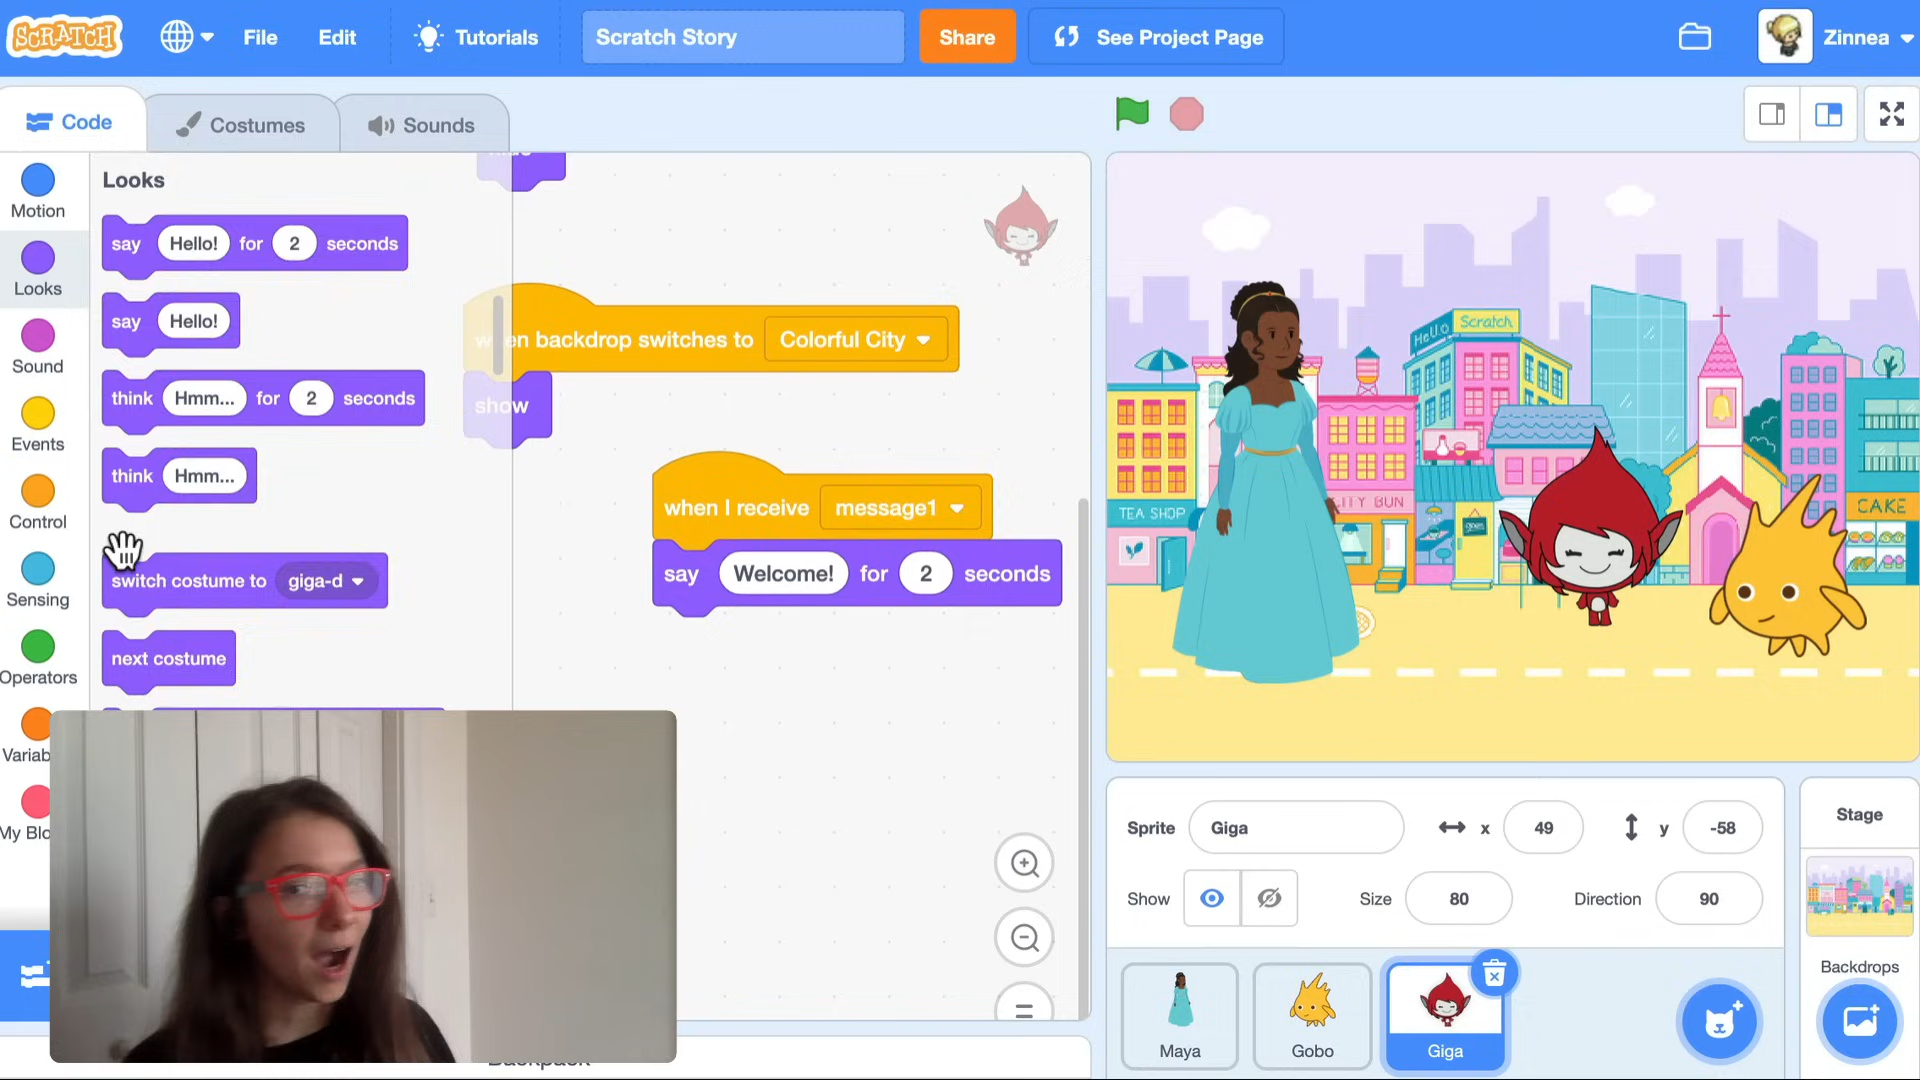 SCRATCH
File
Edit
Tutorials
Scratch Story
Share
See Project Page
Zinnea
Code
Costumes
Sounds
Motion
Looks
Sound
Events
Control
Sensing
Operators
Variab
My Blo
Looks
say Hello! for 2 seconds
say Hello!
think Hmm... for 2 seconds
think Hmm...
switch costume to giga-d
next costume
when backdrop switches to Colorful City
show
when I receive message1
say Welcome! for 2 seconds
Hello Scratch
TEA SHOP
CITY BUN
open
CAKE
Sprite Giga x 49 y -58
Show Size 80 Direction 90
Maya
Gobo
Giga
Stage
Backdrops
Backpack